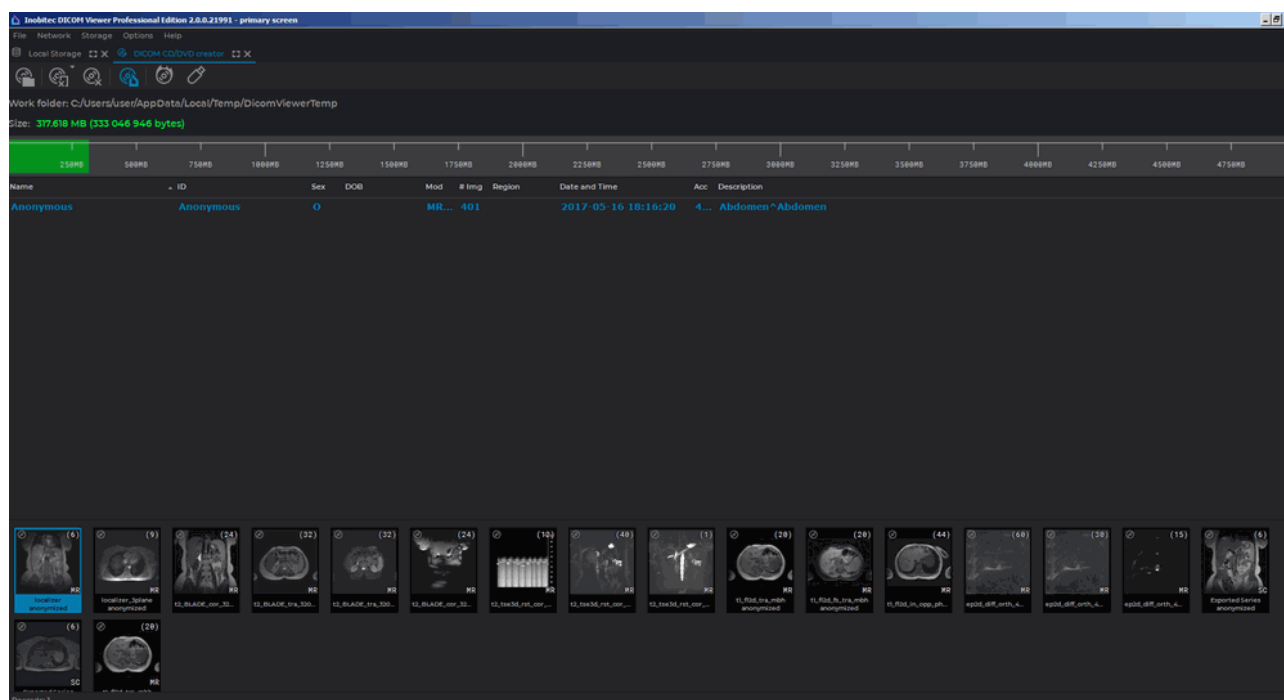 Inobitec DICOM Viewer Professional Edition 2.0.0.21991 - primary screen
File Network Storage Options Help
Local Storage DICOM CD/DVD creator
Work folder: C:/Users/user/AppData/Local/Temp/DicomViewerTemp
Size: 317.618 MB (333 046 946 bytes)
250MB 500MB 750MB 1000MB 1250MB 1500MB 1750MB 2000MB 2250MB 2500MB 2750MB 3000MB 3250MB 3500MB 3750MB 4000MB 4250MB 4500MB 4750MB
Name ID Sex DOB Mod # Img Region Date and Time Acc Description
Anonymous Anonymous O MR... 401 2017-05-16 18:16:20 4... Abdomen^Abdomen
(6) (9) (24) (32) (32) (24) (10) (40) (1) (20) (20) (44) (60) (30) (15) (6)
MR MR MR MR MR MR MR MR MR MR MR MR MR MR MR SC
localizer anonymized
localizer_3plane anonymized
t2_BLADE_cor_32...
t2_BLADE_tra_320...
t2_BLADE_tra_320...
t2_BLADE_cor_32...
t2_tse3d_rst_cor_...
t2_tse3d_rst_cor_...
t2_tse3d_rst_cor_...
t1_fl2d_tra_mbh anonymized
t1_fl2d_fs_tra_mbh anonymized
t1_fl2d_in_opp_ph...
ep2d_diff_orth_4...
ep2d_diff_orth_4...
ep2d_diff_orth_4...
Exported Series anonymized
(6) (20)
SC MR